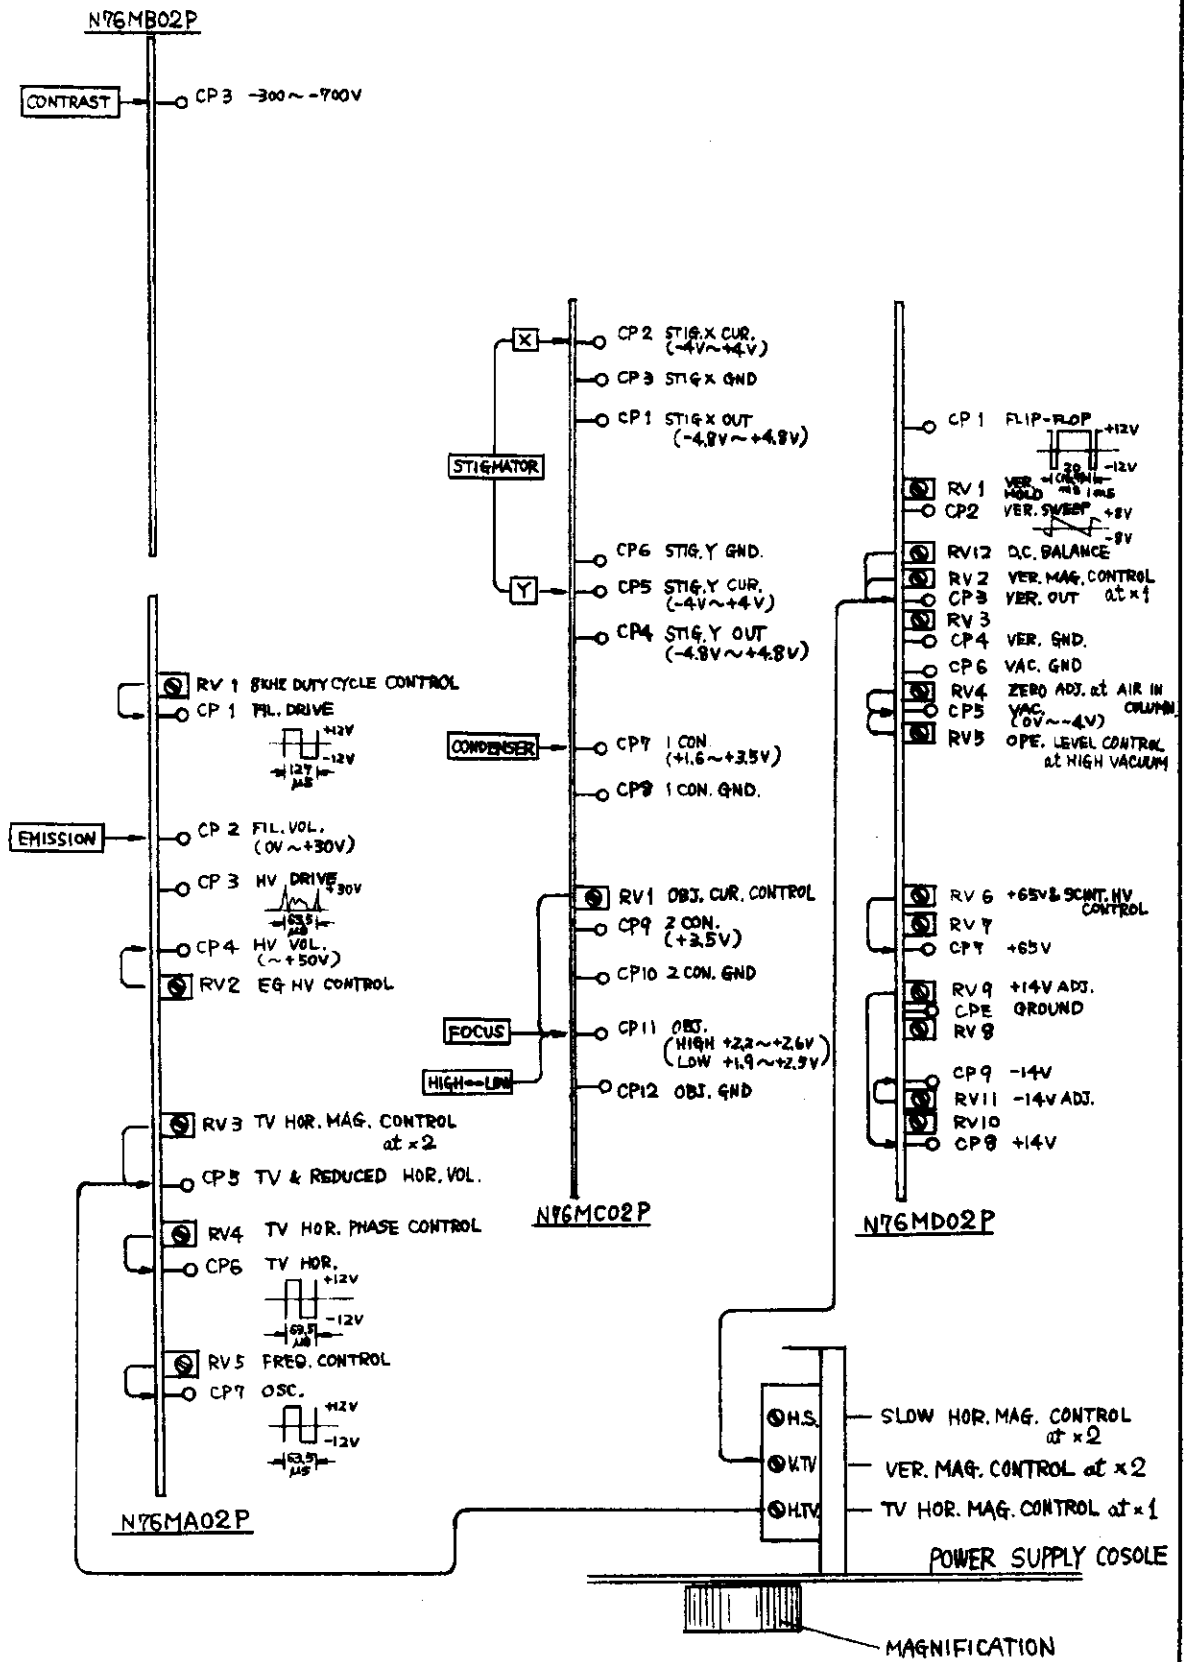 N76MB02P
CONTRAST
CP3 -300~-700V
RV1 8KHZ DUTY CYCLE CONTROL
CP1 FIL. DRIVE
+12V
-12V
127
μS
EMISSION
CP2 FIL. VOL.
(0V~+30V)
CP3 HV DRIVE
+30V
63.5
μS
CP4 HV VOL.
(~+50V)
RV2 EG HV CONTROL
RV3 TV HOR. MAG. CONTROL
at ×2
CP5 TV & REDUCED HOR. VOL.
RV4 TV HOR. PHASE CONTROL
CP6 TV HOR.
+12V
-12V
63.5
μS
RV5 FREQ. CONTROL
CP7 OSC.
+12V
-12V
63.5
μS
N76MA02P
X
CP2 STIG.X CUR.
(-4V~+4V)
CP3 STIG X GND
CP1 STIG X OUT
(-4.8V~+4.8V)
STIGMATOR
CP6 STIG.Y GND.
Y
CP5 STIG.Y CUR.
(-4V~+4V)
CP4 STIG.Y OUT
(-4.8V~+4.8V)
CONDENSER
CP7 1 CON.
(+1.6~+3.5V)
CP8 1 CON. GND.
RV1 OBJ. CUR. CONTROL
CP9 2 CON.
(+3.5V)
CP10 2 CON. GND
FOCUS
CP11 OBJ.
(HIGH +2.2~+2.6V
LOW +1.9~+2.5V)
HIGH↔LOW
CP12 OBJ. GND
N76MC02P
CP1 FLIP-FLOP
+12V
-12V
20
mS
1mS
RV1 VER.
HOLD
CP2 VER. SWEEP
+8V
-8V
RV12 D.C. BALANCE
RV2 VER. MAG. CONTROL
at ×1
CP3 VER. OUT
RV3
CP4 VER. GND.
CP6 VAC. GND
RV4 ZERO ADJ. at AIR IN
COLUMN
CP5 VAC.
(0V~-4V)
RV5 OPE. LEVEL CONTROL
at HIGH VACUUM
RV6 +65V & SCINT. HV
CONTROL
RV7
CP7 +65V
RV9 +14V ADJ.
CPE GROUND
RV8
CP9 -14V
RV11 -14V ADJ.
RV10
CP8 +14V
N76MD02P
H.S.
SLOW HOR. MAG. CONTROL
at ×2
V.TV
VER. MAG. CONTROL at ×2
H.TV
TV HOR. MAG. CONTROL at ×1
POWER SUPPLY COSOLE
MAGNIFICATION